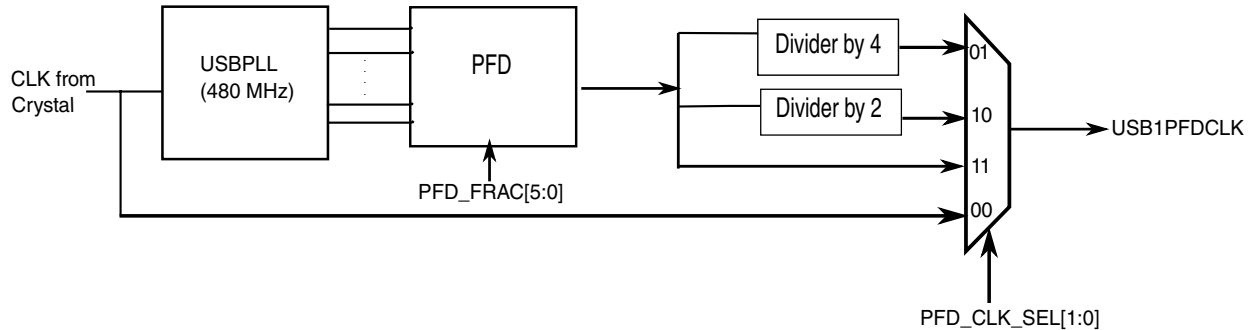 CLK from
Crystal
USBPLL
(480 MHz)
PFD
PFD_FRAC[5:0]
Divider by 4
Divider by 2
01
10
11
00
USB1PFDCLK
PFD_CLK_SEL[1:0]